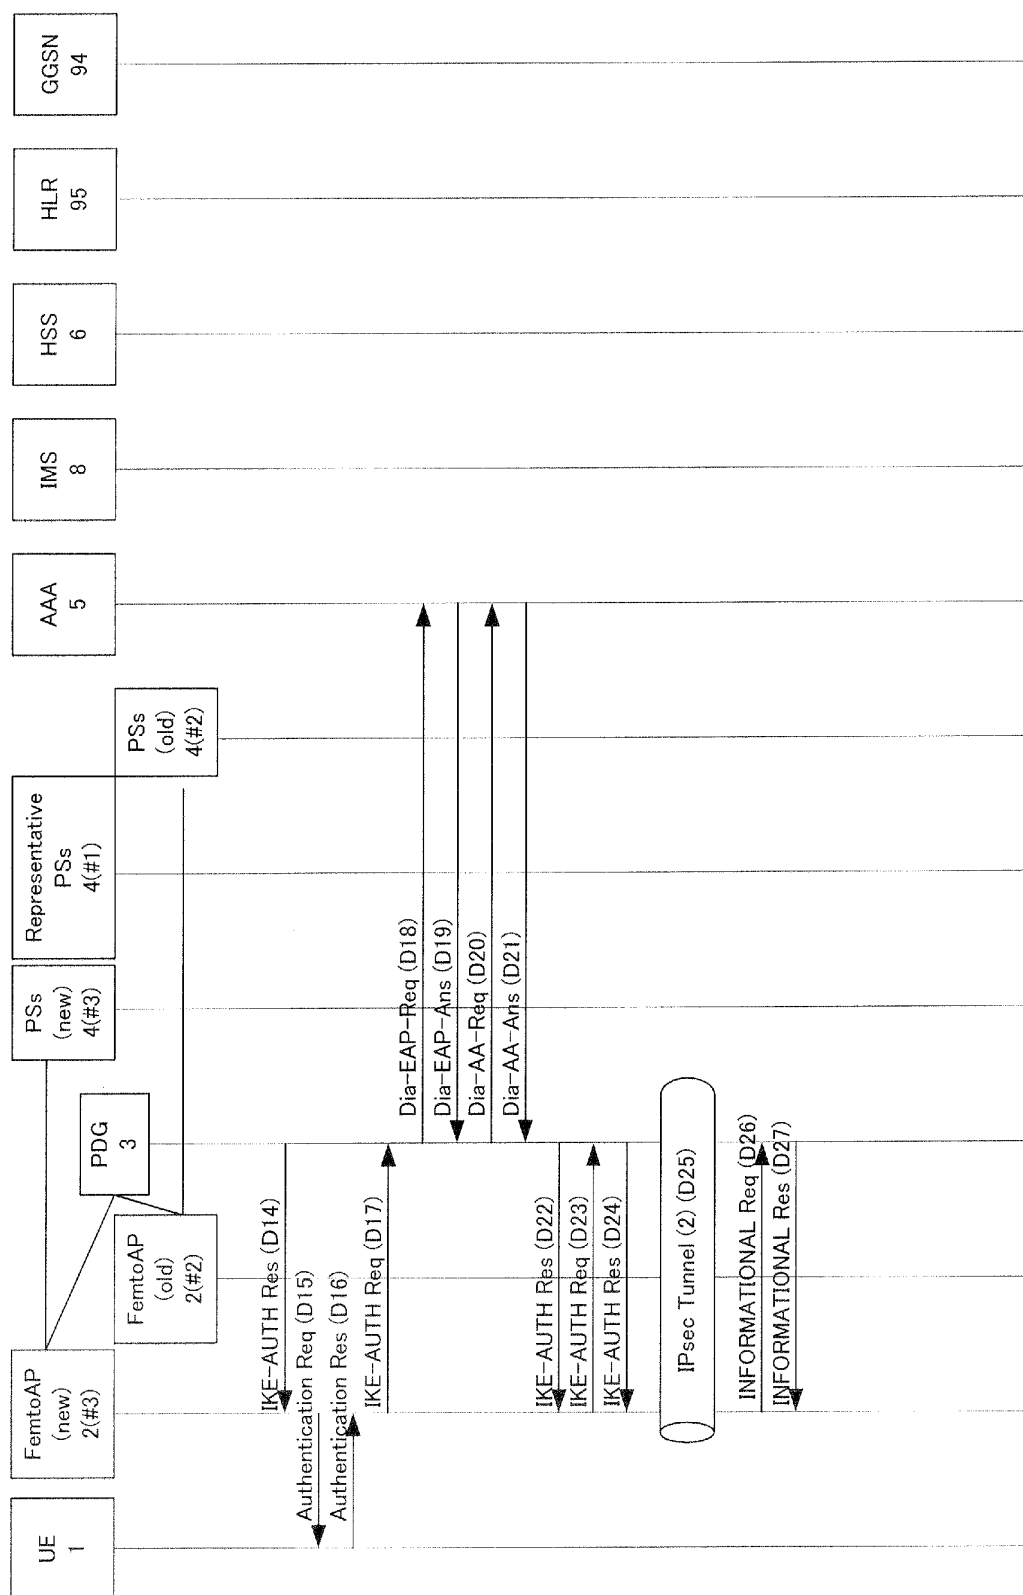 UE
1
FemtoAP
(new)
2(#3)
FemtoAP
(old)
2(#2)
PDG
3
PSs
(new)
4(#3)
Representative
PSs
4(#1)
PSs
(old)
4(#2)
AAA
5
IMS
8
HSS
6
HLR
95
GGSN
94
IKE-AUTH Res (D14)
Authentication Req (D15)
Authentication Res (D16)
IKE-AUTH Req (D17)
Dia-EAP-Req (D18)
Dia-EAP-Ans (D19)
Dia-AA-Req (D20)
Dia-AA-Ans (D21)
IKE-AUTH Res (D22)
IKE-AUTH Req (D23)
IKE-AUTH Res (D24)
IPsec Tunnel (2) (D25)
INFORMATIONAL Req (D26)
INFORMATIONAL Res (D27)